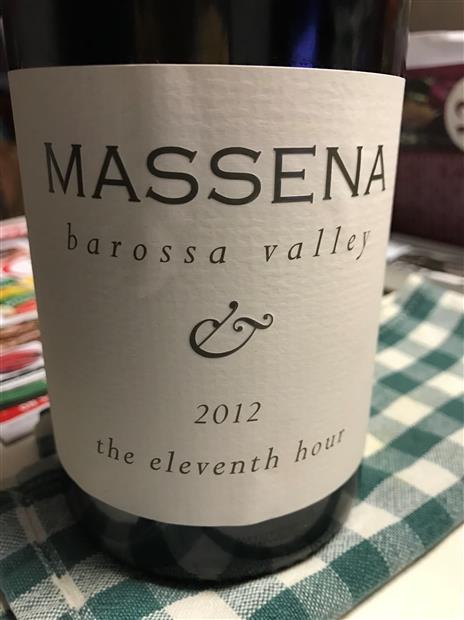 MASSENA
barossa valley
&
2012
the eleventh hour